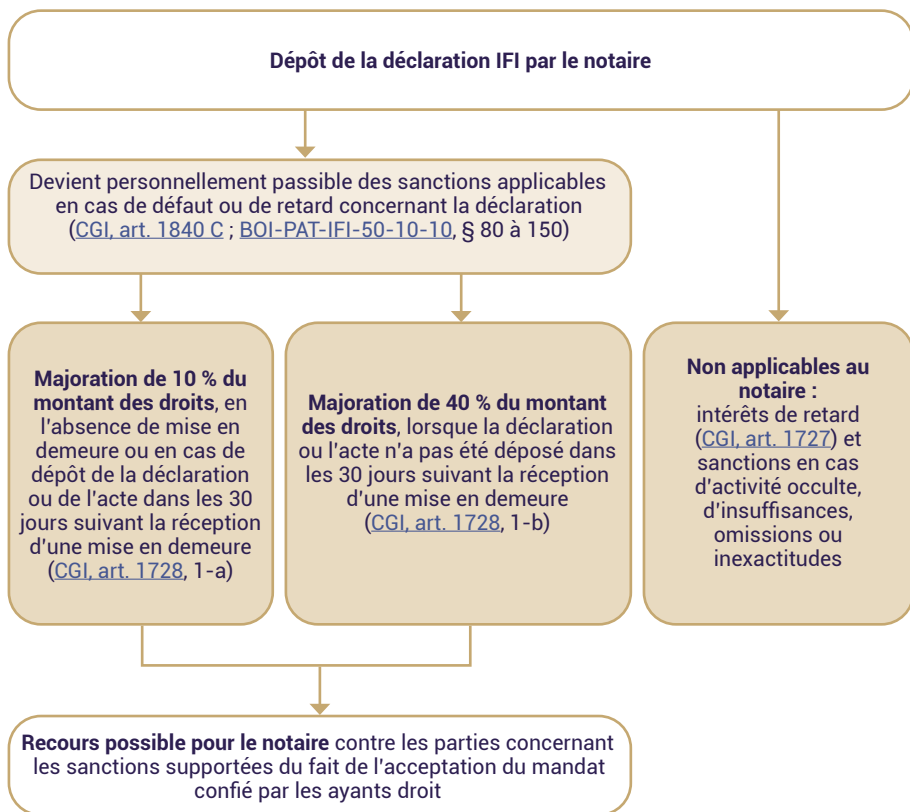 Dépôt de la déclaration IFI par le notaire
Devient personnellement passible des sanctions applicables
en cas de défaut ou de retard concernant la déclaration
(CGI, art. 1840 C ; BOI-PAT-IFI-50-10-10, § 80 à 150)
Majoration de 10 % du
montant des droits, en
l'absence de mise en
demeure ou en cas de
dépôt de la déclaration
ou de l'acte dans les 30
jours suivant la réception
d'une mise en demeure
(CGI, art. 1728, 1-a)
Majoration de 40 % du montant
des droits, lorsque la déclaration
ou l'acte n'a pas été déposé dans
les 30 jours suivant la réception
d'une mise en demeure
(CGI, art. 1728, 1-b)
Non applicables au
notaire :
intérêts de retard
(CGI, art. 1727) et
sanctions en cas
d'activité occulte,
d'insuffisances,
omissions ou
inexactitudes
Recours possible pour le notaire contre les parties concernant
les sanctions supportées du fait de l'acceptation du mandat
confié par les ayants droit